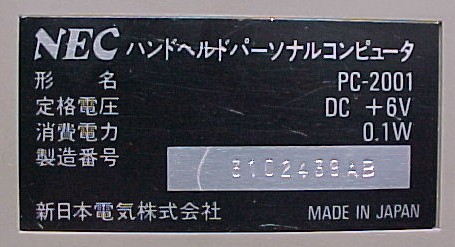 NEC ハンドヘルドパーソナルコンピュータ
形 名 PC-2001
定格電圧 DC +6V
消費電力 0.1W
製造番号 3102439AB
新日本電気株式会社 MADE IN JAPAN